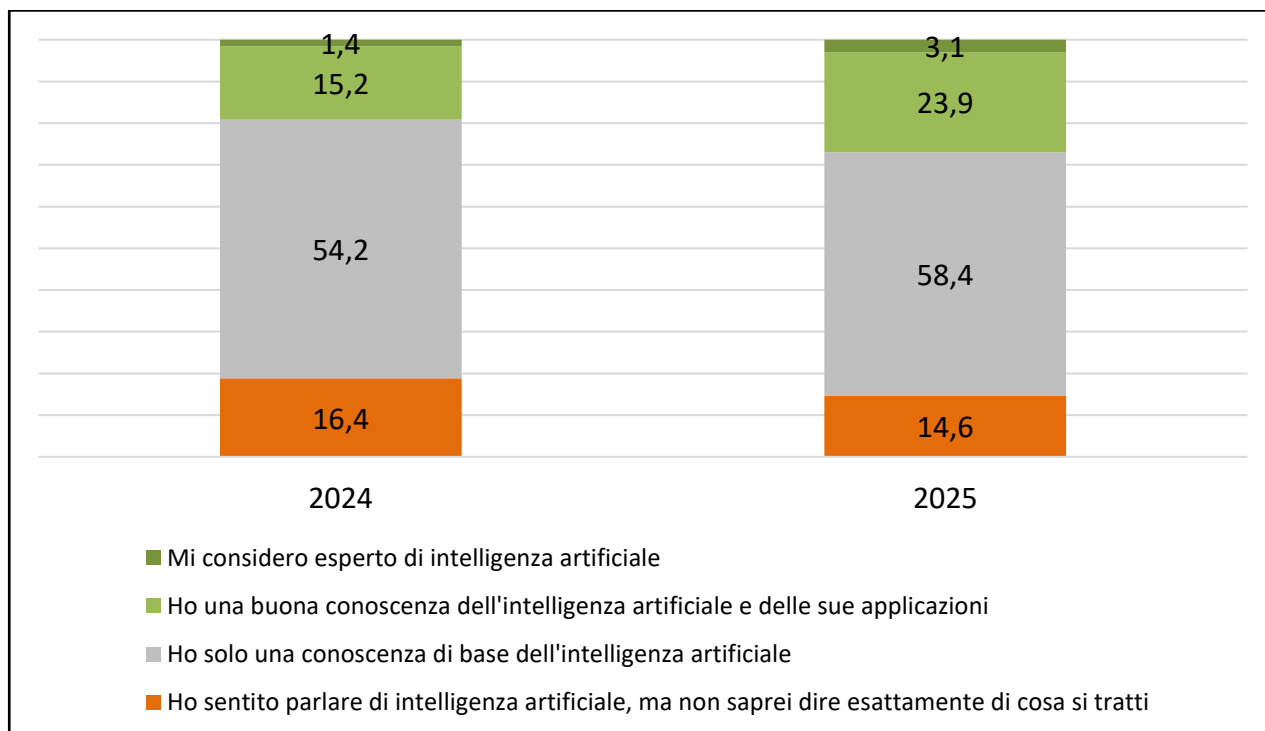 1,4
3,1
15,2
23,9
54,2
58,4
16,4
14,6
2024
2025
Mi considero esperto di intelligenza artificiale
Ho una buona conoscenza dell'intelligenza artificiale e delle sue applicazioni
Ho solo una conoscenza di base dell'intelligenza artificiale
Ho sentito parlare di intelligenza artificiale, ma non saprei dire esattamente di cosa si tratti